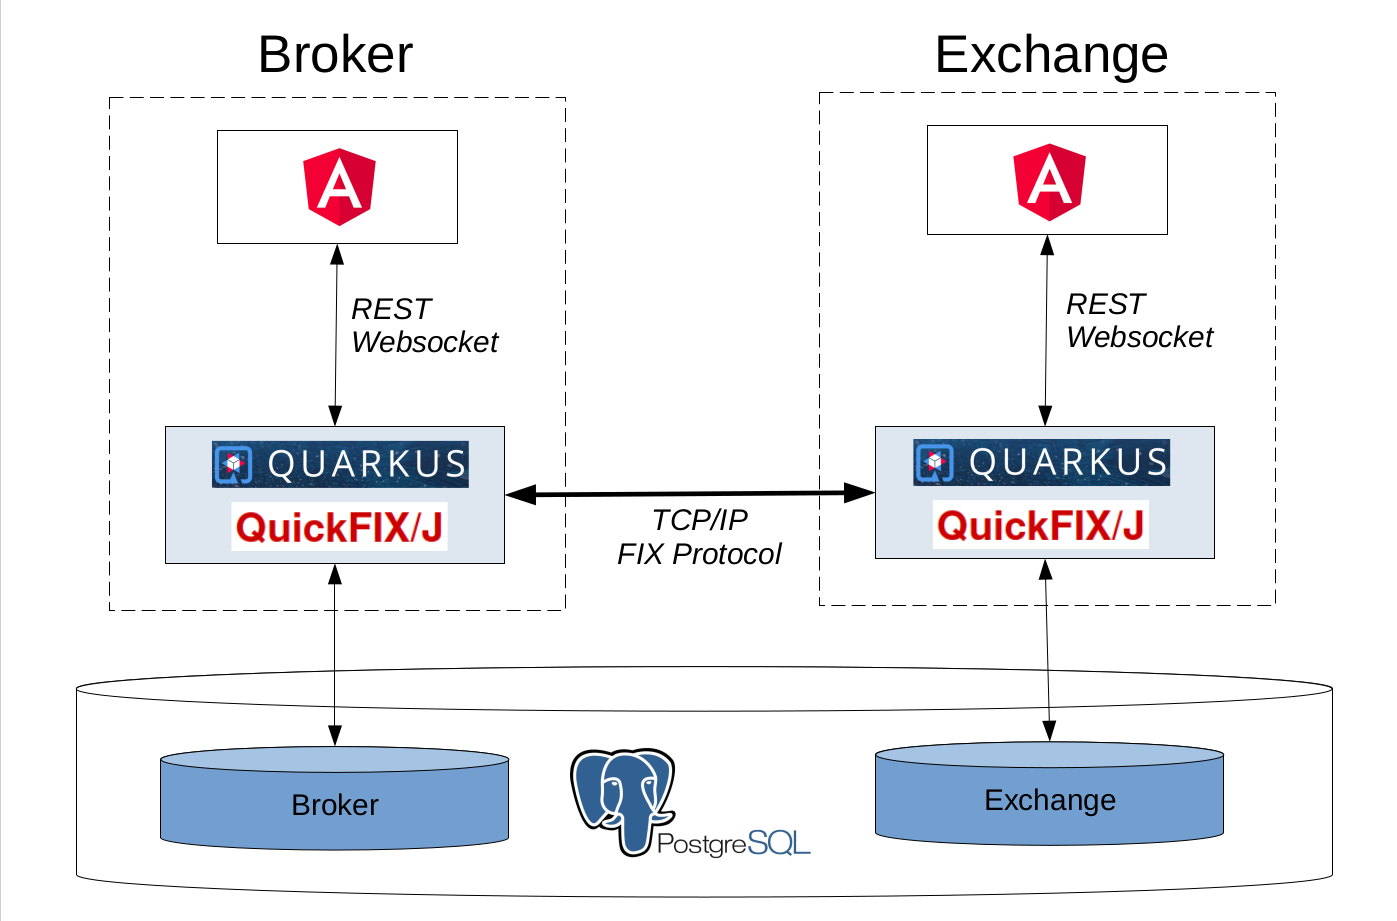 Broker
Exchange
A
A
REST
Websocket
REST
Websocket
QUARKUS
QuickFIX/J
QUARKUS
QuickFIX/J
TCP/IP
FIX Protocol
Broker
PostgreSQL
Exchange